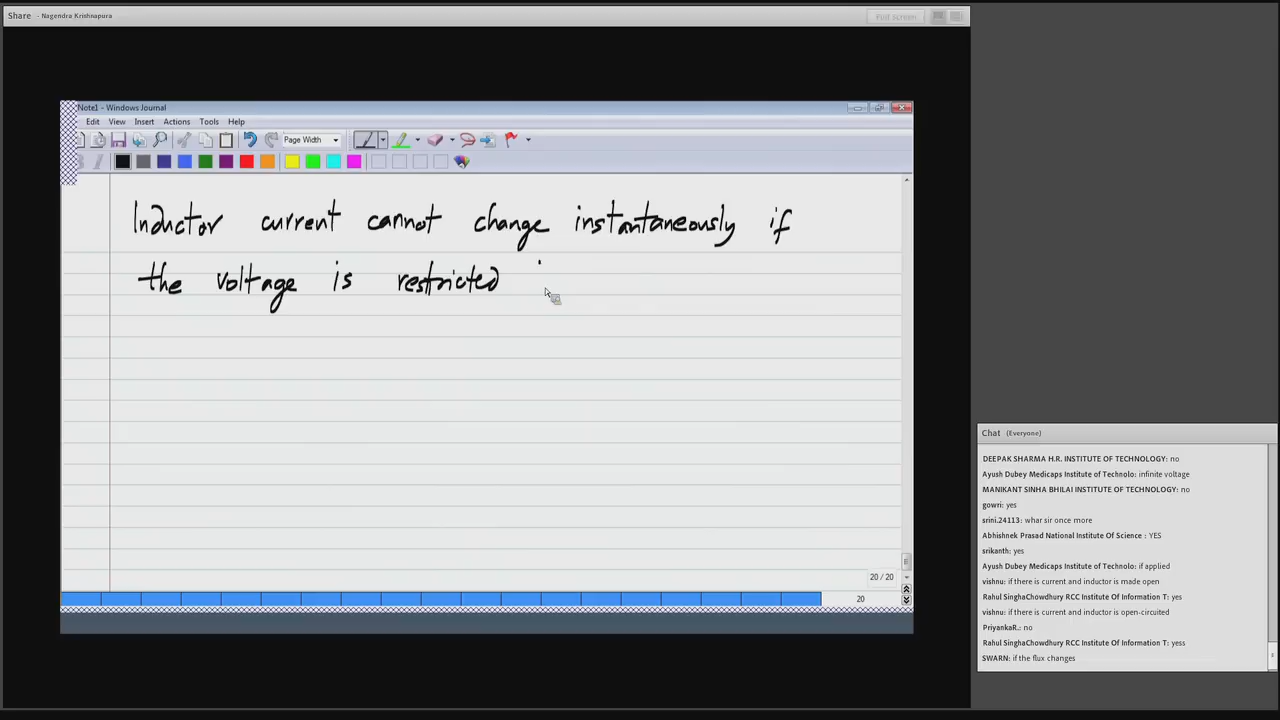 Share - Nagendra Krishnapura
Full screen
Note1 - Windows Journal
Edit View Insert Actions Tools Help
Page Width
Inductor current cannot change instantaneously if
the voltage is restricted
20 / 20
20
Chat (Everyone)
DEEPAK SHARMA H.R. INSTITUTE OF TECHNOLOGY: no
Ayush Dubey Medicaps Institute of Technolo: infinite voltage
MANIKANT SINHA BHILAI INSTITUTE OF TECHNOLOGY: no
gowri: yes
srini.24113: whar sir once more
Abhishnek Prasad National Institute Of Science : YES
srikanth: yes
Ayush Dubey Medicaps Institute of Technolo: if applied
vishnu: if there is current and inductor is made open
Rahul SinghaChowdhury RCC Institute Of Information T: yes
vishnu: if there is current and inductor is open-circuited
PriyankaR.: no
Rahul SinghaChowdhury RCC Institute Of Information T: yess
SWARN: if the flux changes